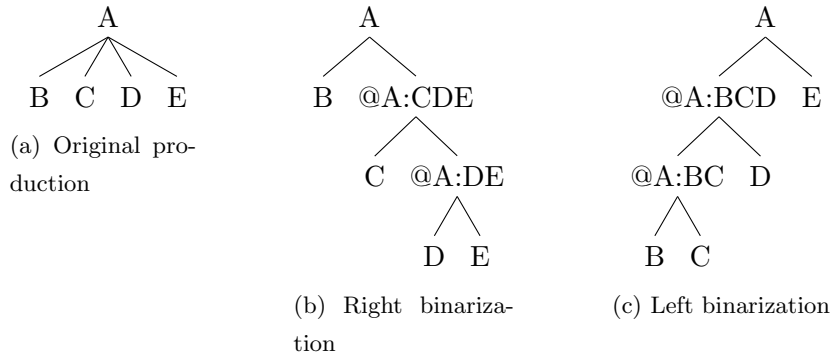 A
B C D E
(a) Original pro-
duction
A
B @A:CDE
C @A:DE
D E
(b) Right binariza-
tion
A
@A:BCD E
@A:BC D
B C
(c) Left binarization